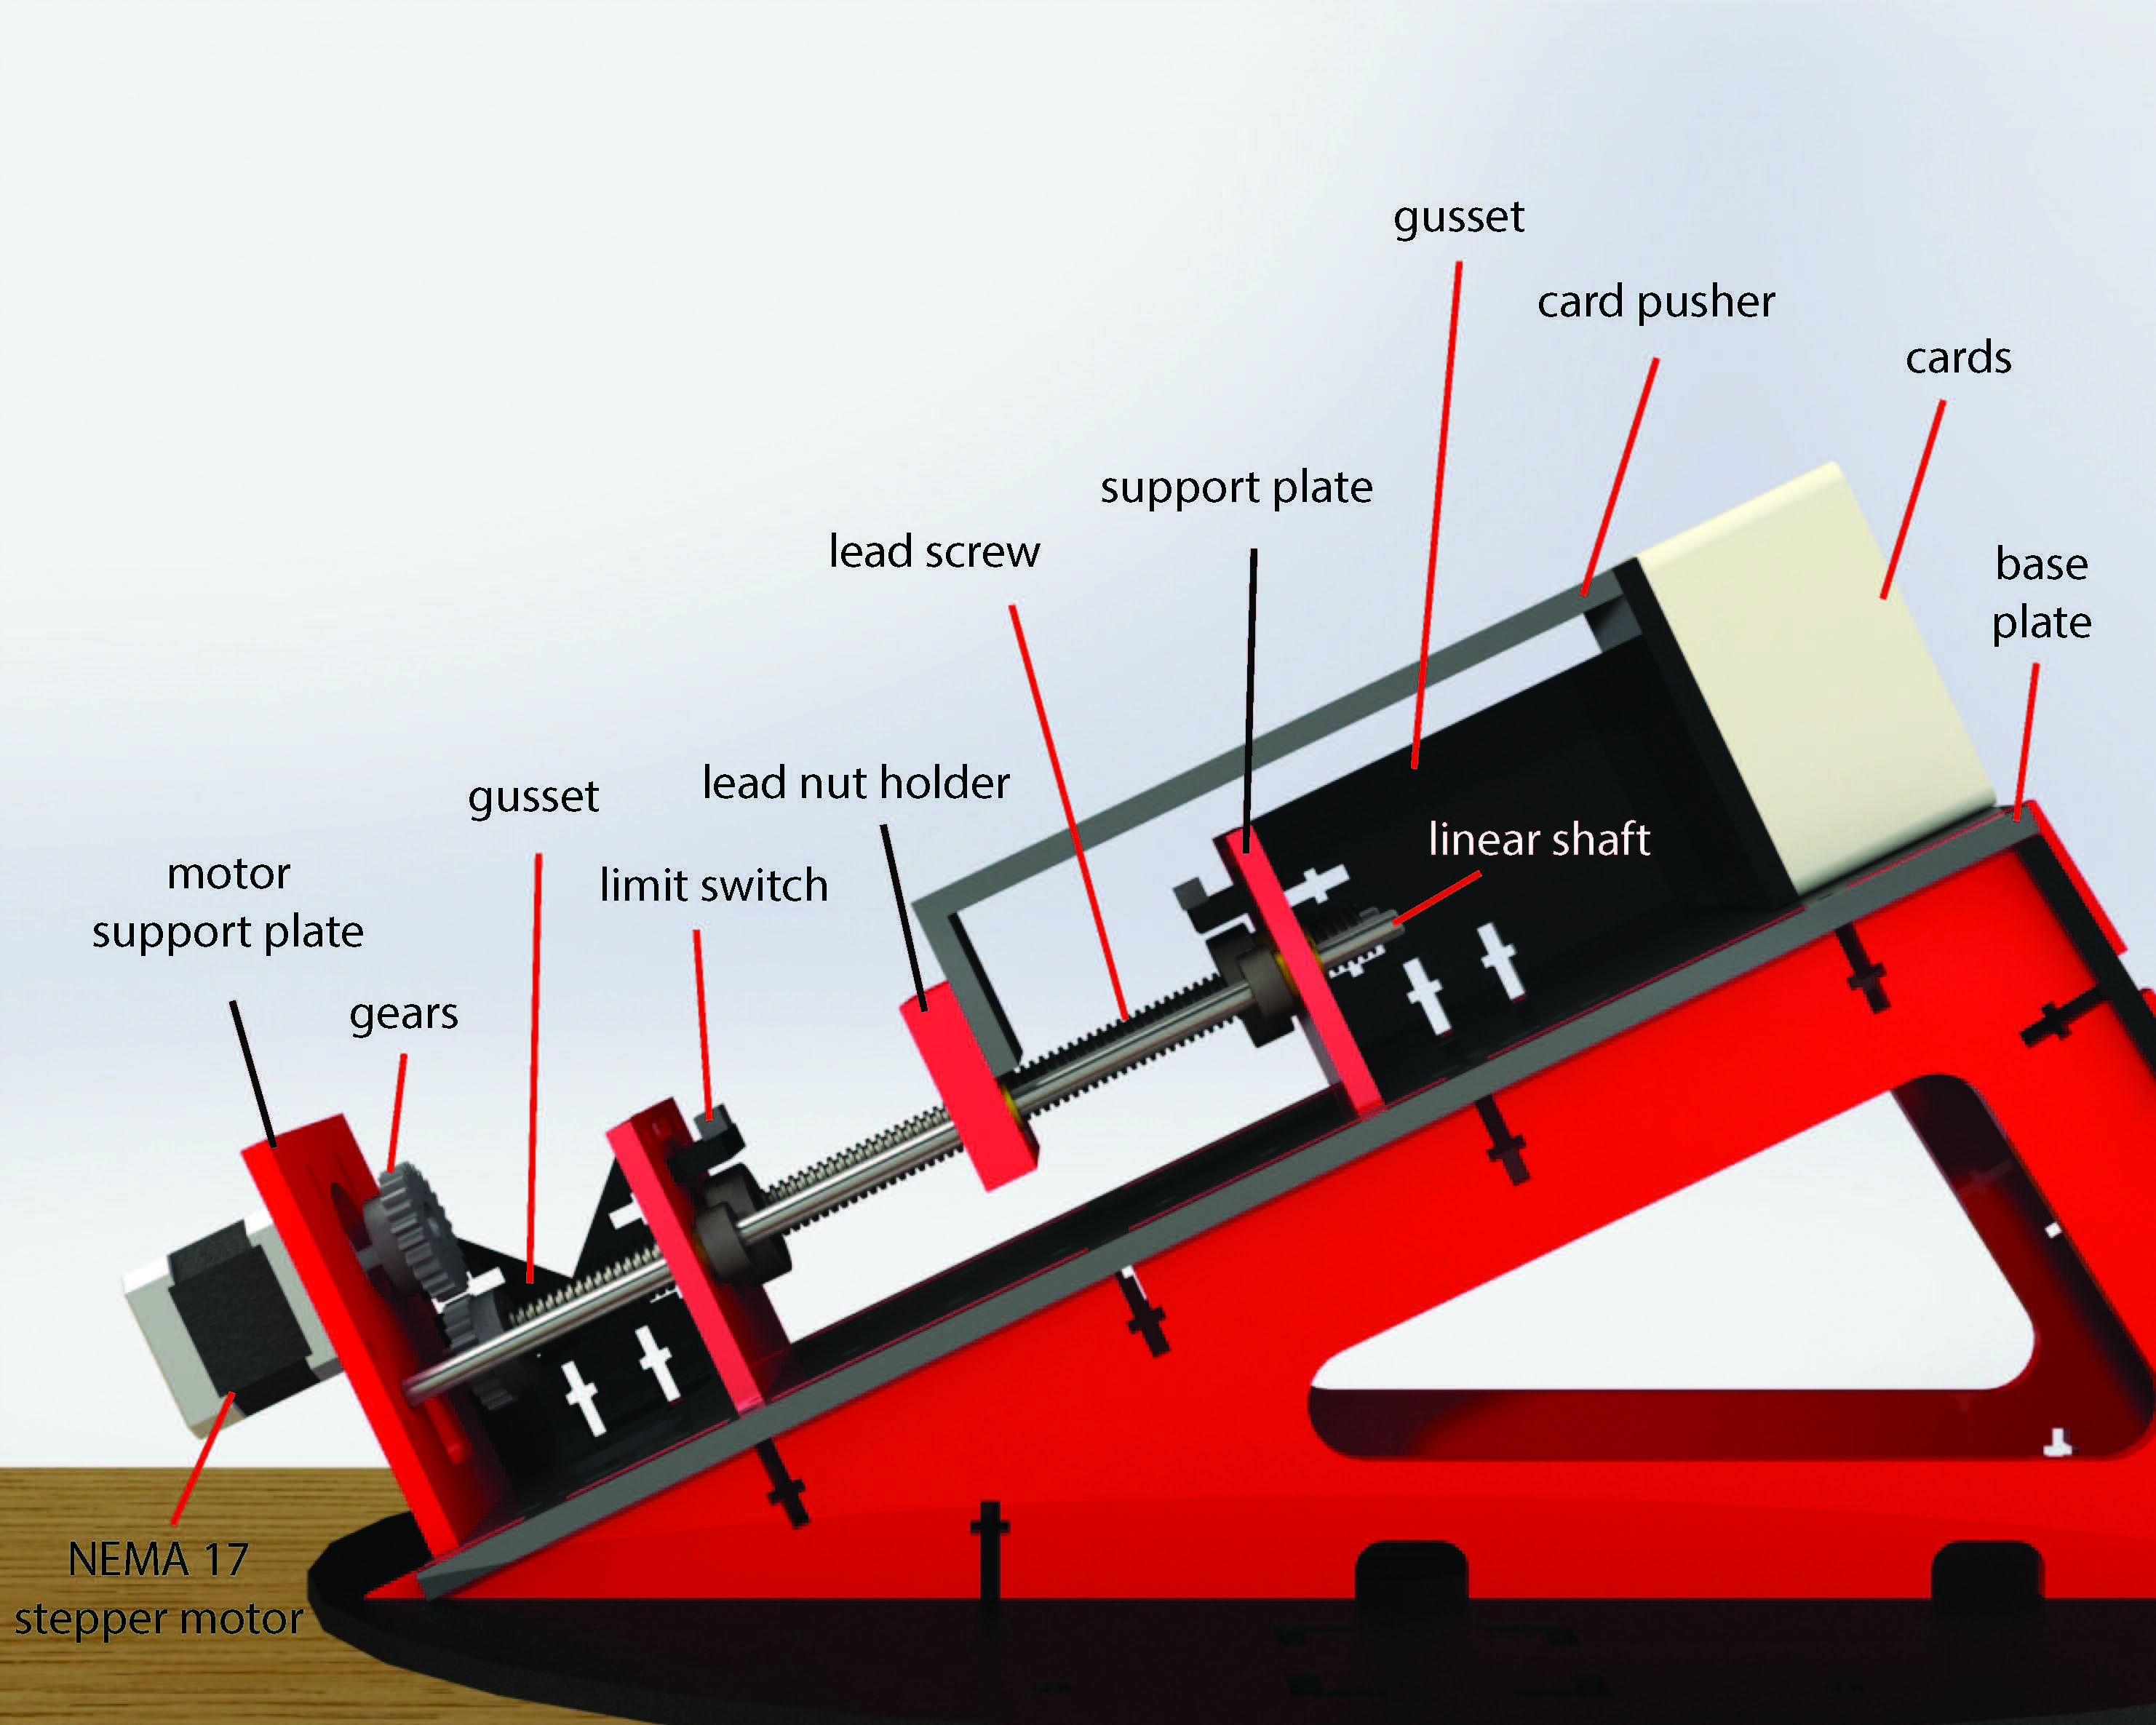 gusset
card pusher
cards
support plate
lead screw
base
plate
lead nut holder
gusset
linear shaft
limit switch
motor
support plate
gears
NEMA 17
stepper motor